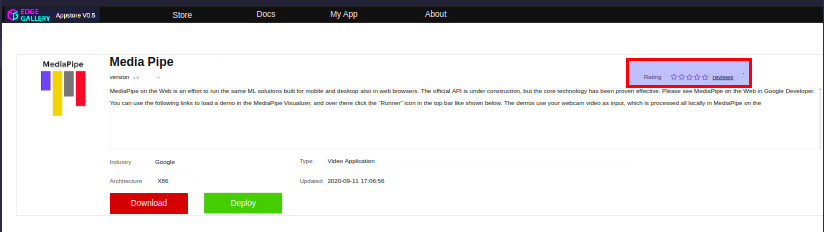 EDGE
GALLERY Appstore V0.5 Store Docs My App About
MediaPipe Media Pipe
version
Rating reviews
MediaPipe on the Web is an effort to run the same ML solutions built for mobile and desktop also in web browsers. The official API is under construction, but the core technology has been proven effective. Please see MediaPipe on the Web in Google Developer.
You can use the following links to load a demo in the MediaPipe Visualizer, and over there click the "Runner" icon in the top bar like shown below. The demos use your webcam video as input, which is processed all locally in MediaPipe on the
Industry Google Type Video Application
Architecture X86 Updated 2020-09-11 17:06:56
Download Deploy